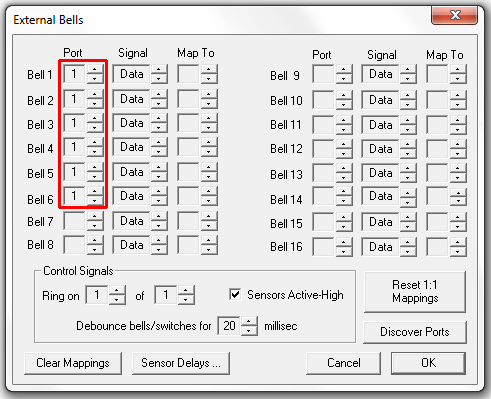 External Bells
Port Signal Map To Port Signal Map To
Bell 1 1 Data Bell 9 Data
Bell 2 1 Data Bell 10 Data
Bell 3 1 Data Bell 11 Data
Bell 4 1 Data Bell 12 Data
Bell 5 1 Data Bell 13 Data
Bell 6 1 Data Bell 14 Data
Bell 7 Data Bell 15 Data
Bell 8 Data Bell 16 Data
Control Signals
Ring on 1 of 1 Sensors Active-High
Reset 1:1
Mappings
Debounce bells/switches for 20 millisec
Discover Ports
Clear Mappings Sensor Delays ... Cancel OK